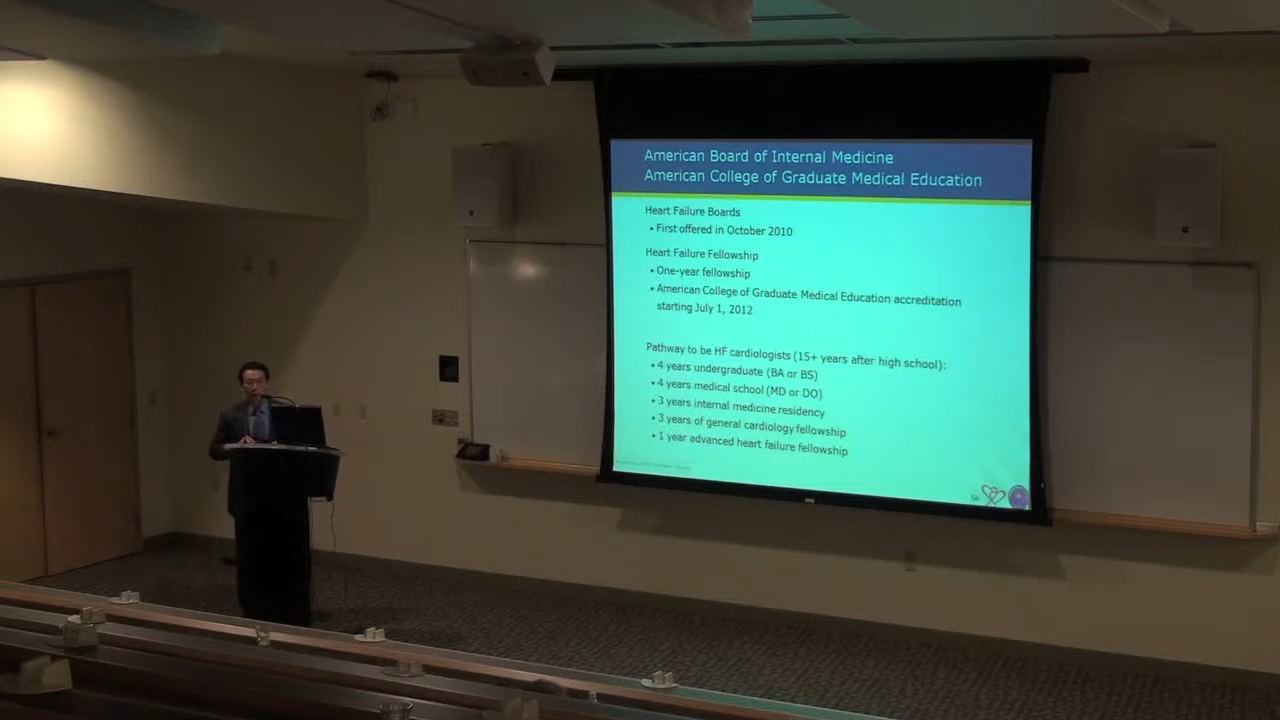 American Board of Internal Medicine
American College of Graduate Medical Education
Heart Failure Boards
• First offered in October 2010
Heart Failure Fellowship
• One-year fellowship
• American College of Graduate Medical Education accreditation
starting July 1, 2012
Pathway to be HF cardiologists (15+ years after high school):
• 4 years undergraduate (BA or BS)
• 4 years medical school (MD or DO)
• 3 years internal medicine residency
• 3 years of general cardiology fellowship
• 1 year advanced heart failure fellowship